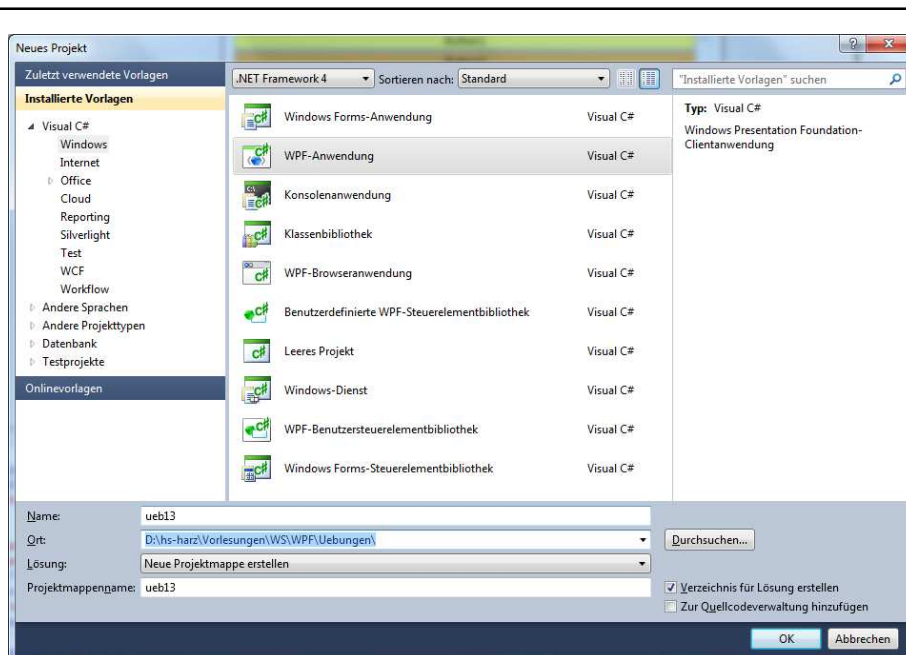 Neues Projekt
Zuletzt verwendete Vorlagen
Installierte Vorlagen
Visual C#
Windows
Internet
Office
Cloud
Reporting
Silverlight
Test
WCF
Workflow
Andere Sprachen
Andere Projekttypen
Datenbank
Testprojekte
Onlinevorlagen
.NET Framework 4 Sortieren nach: Standard
Windows Forms-Anwendung Visual C#
WPF-Anwendung Visual C#
Konsolenanwendung Visual C#
Klassenbibliothek Visual C#
WPF-Browseranwendung Visual C#
Benutzerdefinierte WPF-Steuerelementbibliothek Visual C#
Leeres Projekt Visual C#
Windows-Dienst Visual C#
WPF-Benutzersteuerelementbibliothek Visual C#
Windows Forms-Steuerelementbibliothek Visual C#
"Installierte Vorlagen" suchen
Typ: Visual C#
Windows Presentation Foundation-
Clientanwendung
Name: ueb13
Ort: D:\hs-harz\Vorlesungen\WS\WPF\Uebungen\ Durchsuchen...
Lösung: Neue Projektmappe erstellen
Projektmappenname: ueb13
Verzeichnis für Lösung erstellen
Zur Quellcodeverwaltung hinzufügen
OK Abbrechen